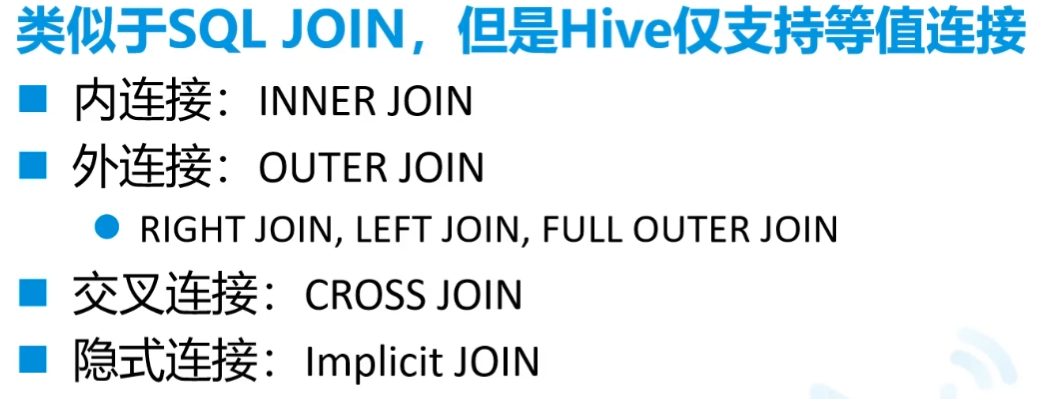 类似于SQL JOIN，但是Hive仅支持等值连接
内连接：INNER JOIN
外连接：OUTER JOIN
RIGHT JOIN, LEFT JOIN, FULL OUTER JOIN
交叉连接：CROSS JOIN
隐式连接：Implicit JOIN